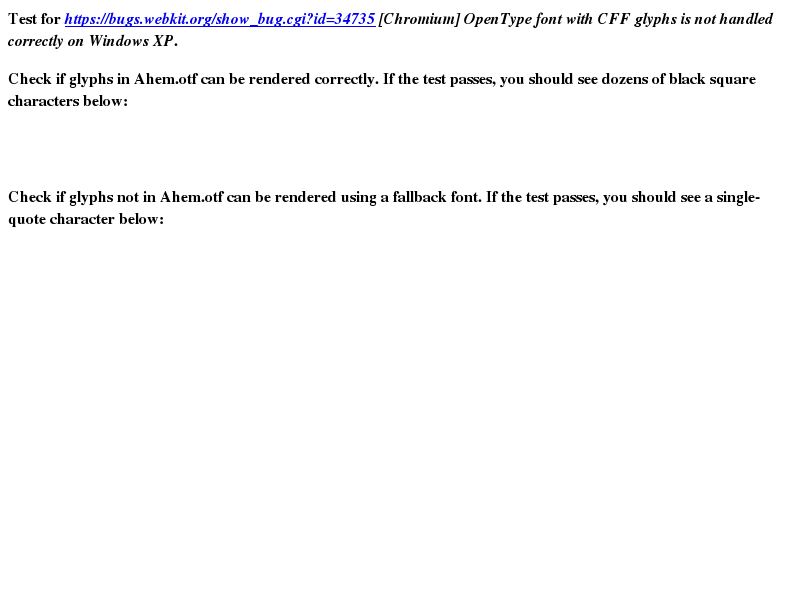 Test for https://bugs.webkit.org/show_bug.cgi?id=34735 [Chromium] OpenType font with CFF glyphs is not handled
correctly on Windows XP.
Check if glyphs in Ahem.otf can be rendered correctly. If the test passes, you should see dozens of black square
characters below:
Check if glyphs not in Ahem.otf can be rendered using a fallback font. If the test passes, you should see a single-
quote character below: